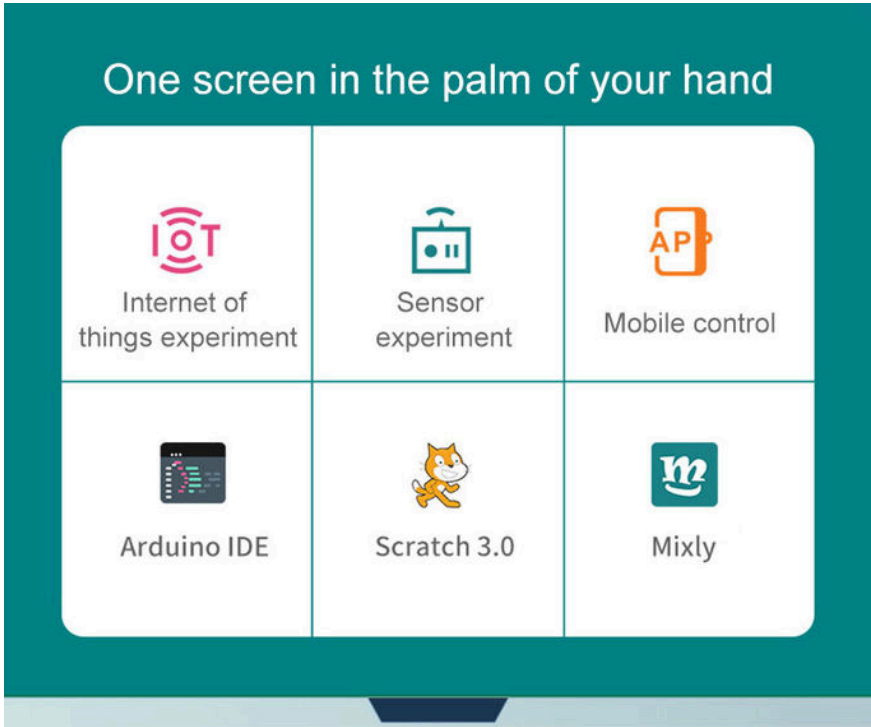 One screen in the palm of your hand
IOT
Internet of
things experiment
Sensor
experiment
APP
Mobile control
Arduino IDE
Scratch 3.0
m
Mixly